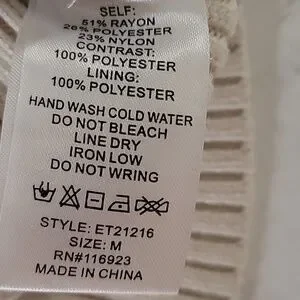 SELF:
51% RAYON
26% POLYESTER
23% NYLON
CONTRAST:
100% POLYESTER
LINING:
100% POLYESTER
HAND WASH COLD WATER
DO NOT BLEACH
LINE DRY
IRON LOW
DO NOT WRING
STYLE: ET21216
SIZE: M
RN#116923
MADE IN CHINA